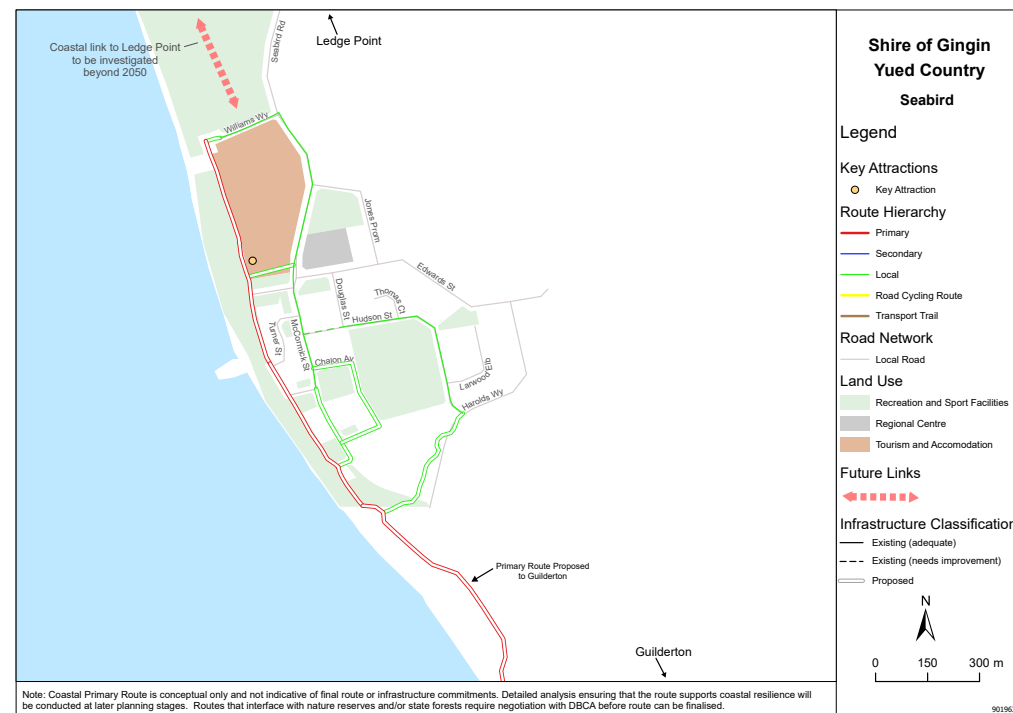 Coastal link to Ledge Point
to be investigated
beyond 2050
Seabird Rd
Ledge Point
Williams Wy
Jones Prom
Edwards St
Douglas St
Thomas Ct
Hudson St
McCormick St
Turner St
Chalon Av
Larwood Elb
Harolds Wy
Primary Route Proposed
to Guilderton
Guilderton
Note: Coastal Primary Route is conceptual only and not indicative of final route or infrastructure commitments. Detailed analysis ensuring that the route supports coastal resilience will
be conducted at later planning stages. Routes that interface with nature reserves and/or state forests require negotiation with DBCA before route can be finalised.
Shire of Gingin
Yued Country
Seabird
Legend
Key Attractions
Key Attraction
Route Hierarchy
Primary
Secondary
Local
Road Cycling Route
Transport Trail
Road Network
Local Road
Land Use
Recreation and Sport Facilities
Regional Centre
Tourism and Accomodation
Future Links
Infrastructure Classification
Existing (adequate)
Existing (needs improvement)
Proposed
N
0 150 300 m